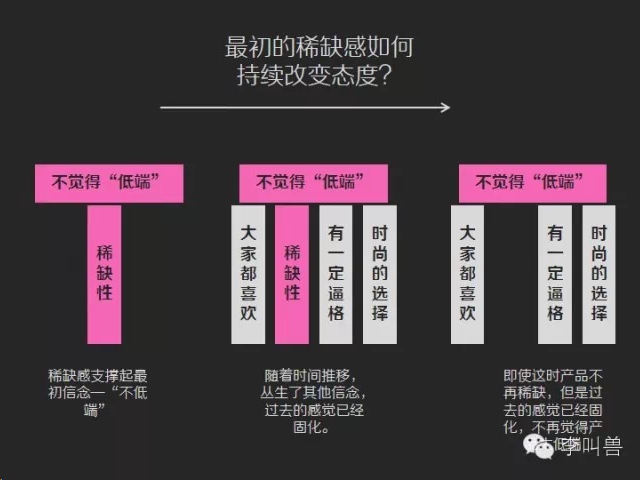 最初的稀缺感如何
持续改变态度?
不觉得“低端”
稀缺性
稀缺感支撑起最
初信念—“不低
端”
不觉得“低端”
大家都喜欢
稀缺性
有一定逼格
时尚的选择
随着时间推移，
丛生了其他信念，
过去的感觉已经
固化。
不觉得“低端”
大家都喜欢
有一定逼格
时尚的选择
即使这时产品不
再稀缺，但是过
去的感觉已经固
化，不再觉得产
低端
李叫兽